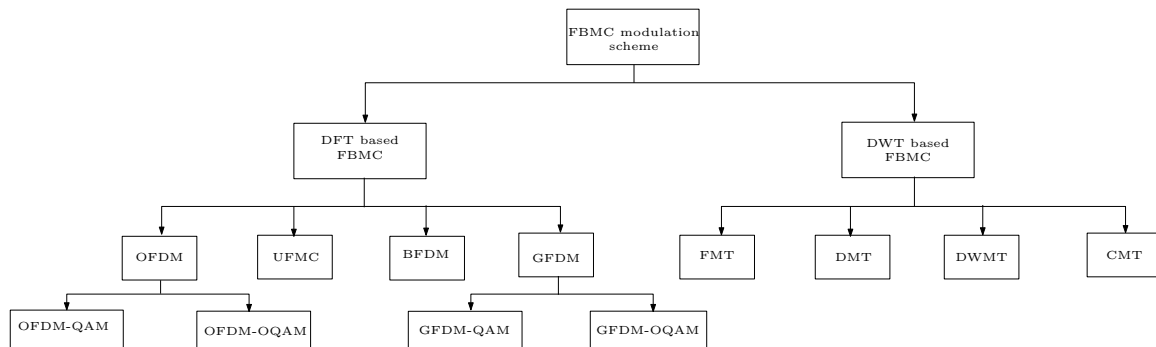 FBMC modulation
scheme
DFT based
FBMC
DWT based
FBMC
OFDM
UFMC
BFDM
GFDM
FMT
DMT
DWMT
CMT
OFDM-QAM
OFDM-OQAM
GFDM-QAM
GFDM-OQAM